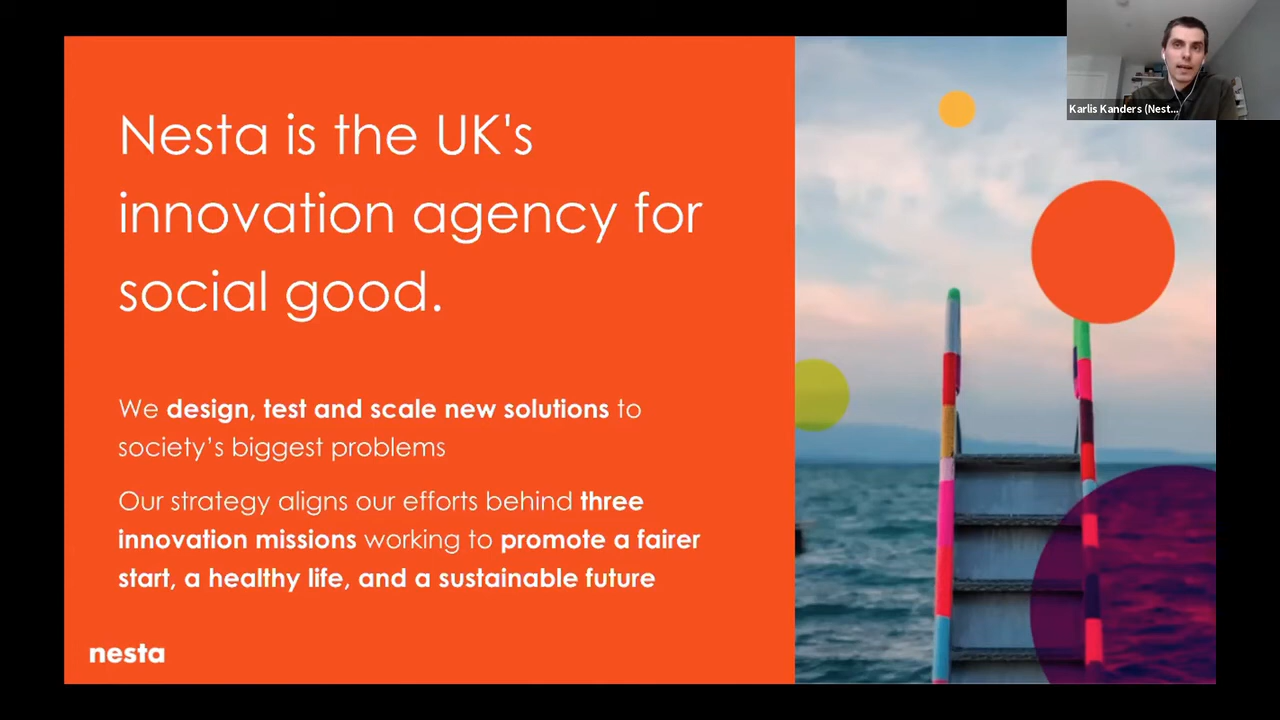 Nesta is the UK's
innovation agency for
social good.
We design, test and scale new solutions to
society’s biggest problems
Our strategy aligns our efforts behind three
innovation missions working to promote a fairer
start, a healthy life, and a sustainable future
nesta
Karlis Kanders (Nest...